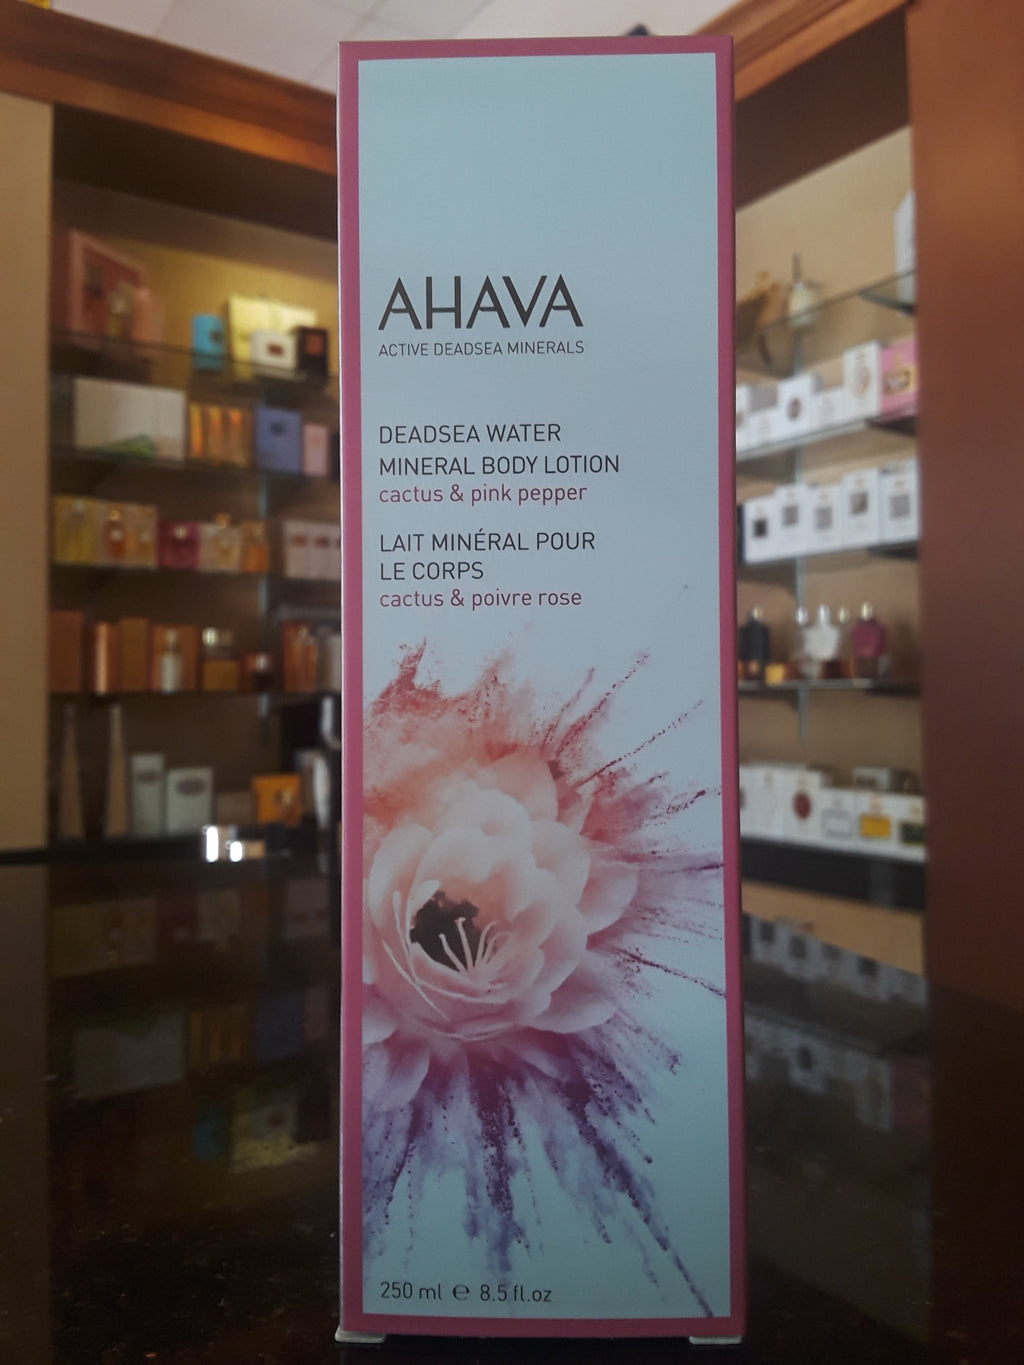 AHAVA
ACTIVE DEADSEA MINERALS
DEADSEA WATER
MINERAL BODY LOTION
cactus & pink pepper
LAIT MINÉRAL POUR
LE CORPS
cactus & poivre rose
250 ml ℮ 8.5 fl.oz